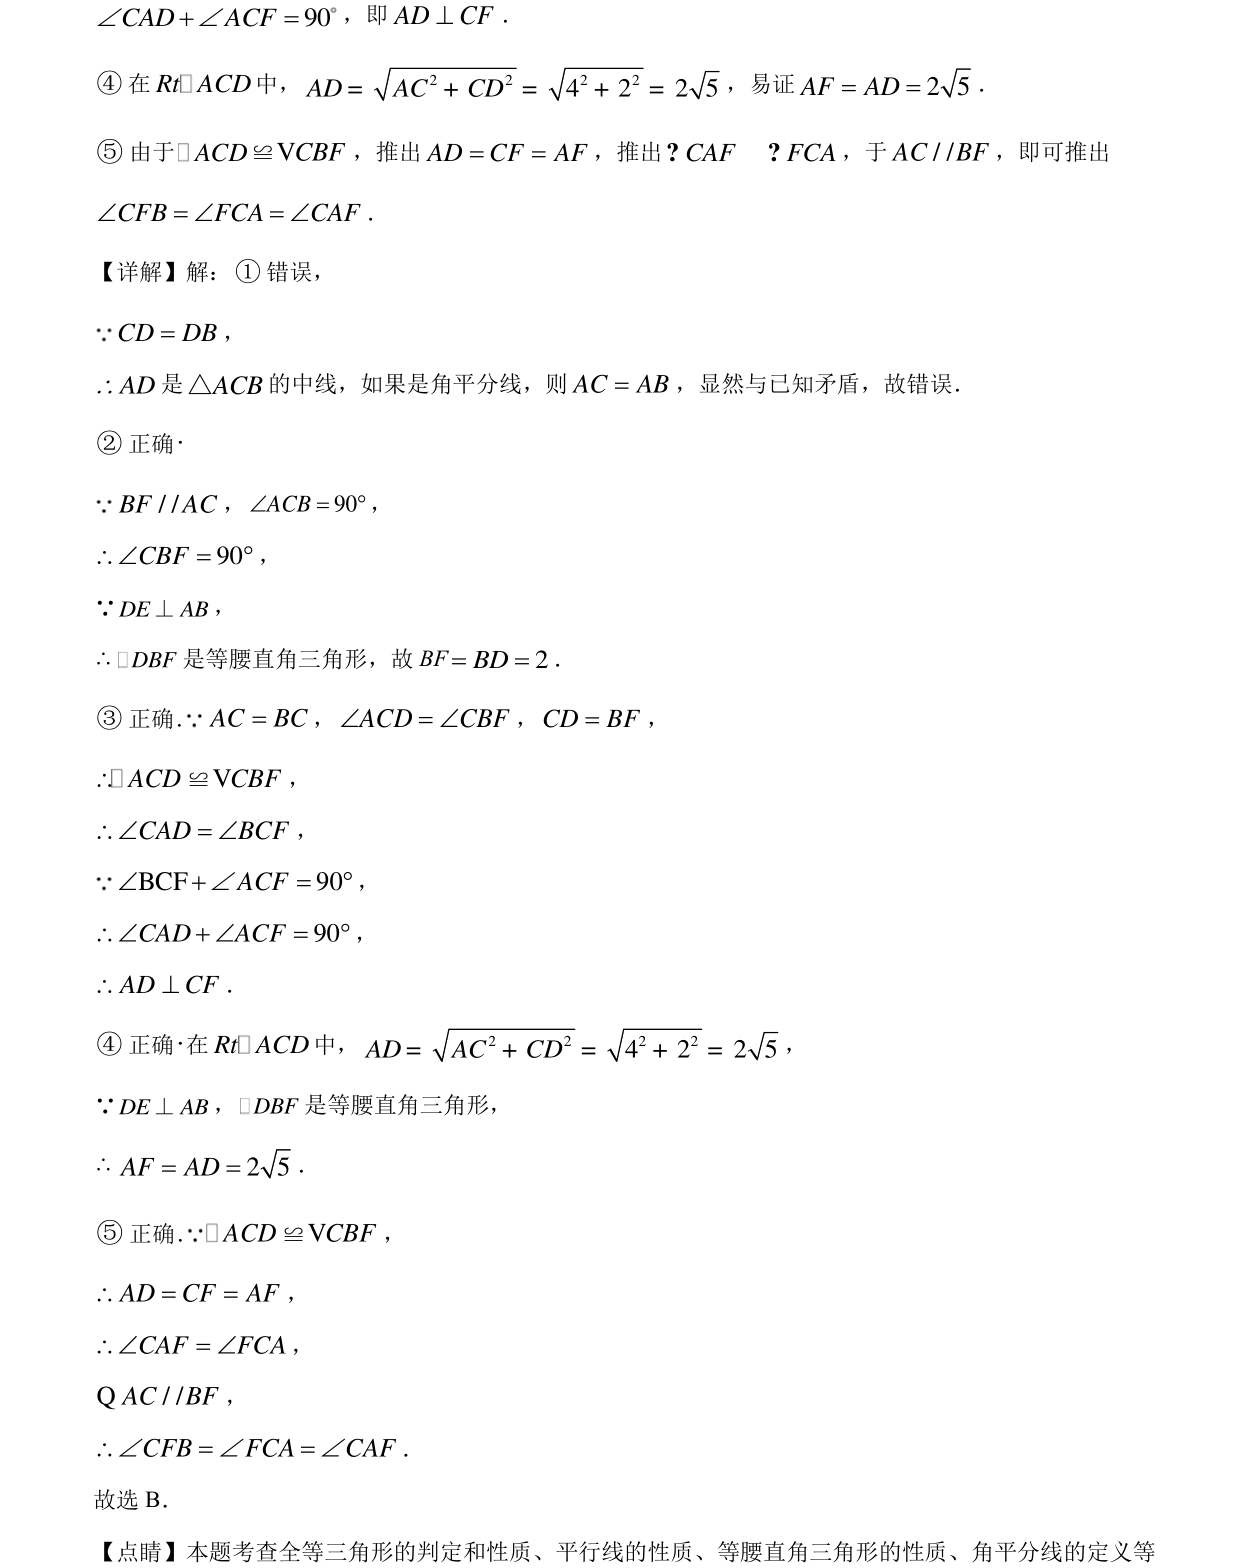 ∠CAD+∠ACF=90°，即 AD⊥CF．
④ 在 Rt□ACD 中， AD=√(AC²+CD²)=√(4²+2²)=2√5，易证 AF=AD=2√5．
⑤ 由于□ACD≌VCBF，推出 AD=CF=AF，推出?CAF ?FCA，于 AC//BF，即可推出
∠CFB=∠FCA=∠CAF．
【详解】解：① 错误，
∵CD=DB，
∴AD 是△ACB 的中线，如果是角平分线，则 AC=AB，显然与已知矛盾，故错误．
② 正确·
∵BF//AC，∠ACB=90°，
∴∠CBF=90°，
∵DE⊥AB，
∴□DBF 是等腰直角三角形，故 BF=BD=2．
③ 正确.∵AC=BC，∠ACD=∠CBF，CD=BF，
∴□ACD≌VCBF，
∴∠CAD=∠BCF，
∵∠BCF+∠ACF=90°，
∴∠CAD+∠ACF=90°，
∴AD⊥CF．
④ 正确·在 Rt□ACD 中， AD=√(AC²+CD²)=√(4²+2²)=2√5，
∵DE⊥AB，□DBF 是等腰直角三角形，
∴AF=AD=2√5．
⑤ 正确.∵□ACD≌VCBF，
∴AD=CF=AF，
∴∠CAF=∠FCA，
Q AC//BF，
∴∠CFB=∠FCA=∠CAF．
故选 B．
【点睛】本题考查全等三角形的判定和性质、平行线的性质、等腰直角三角形的性质、角平分线的定义等